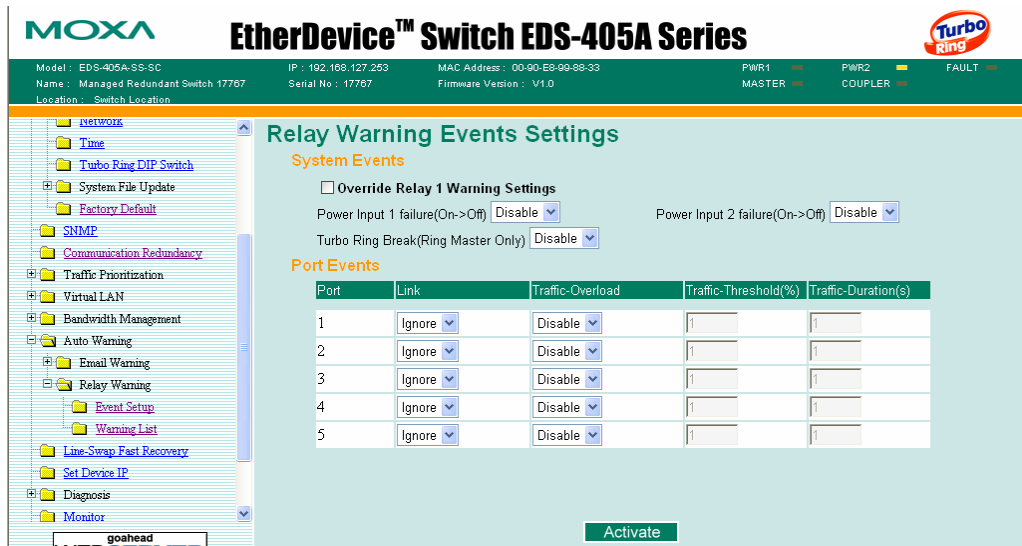 MOXA
EtherDevice™ Switch EDS-405A Series
Turbo Ring
Model : EDS-405A-SS-SC
IP : 192.168.127.253
MAC Address : 00-90-E8-99-88-33
PWR1
PWR2
FAULT
Name : Managed Redundant Switch 17767
Serial No : 17767
Firmware Version : V1.0
MASTER
COUPLER
Location : Switch Location
Network
Time
Turbo Ring DIP Switch
System File Update
Factory Default
SNMP
Communication Redundancy
Traffic Prioritization
Virtual LAN
Bandwidth Management
Auto Warning
Email Warning
Relay Warning
Event Setup
Warning List
Line-Swap Fast Recovery
Set Device IP
Diagnosis
Monitor
goahead
Relay Warning Events Settings
System Events
Override Relay 1 Warning Settings
Power Input 1 failure(On->Off) Disable
Power Input 2 failure(On->Off) Disable
Turbo Ring Break(Ring Master Only) Disable
Port Events
Port Link Traffic-Overload Traffic-Threshold(%) Traffic-Duration(s)
1 Ignore Disable 1 1
2 Ignore Disable 1 1
3 Ignore Disable 1 1
4 Ignore Disable 1 1
5 Ignore Disable 1 1
Activate